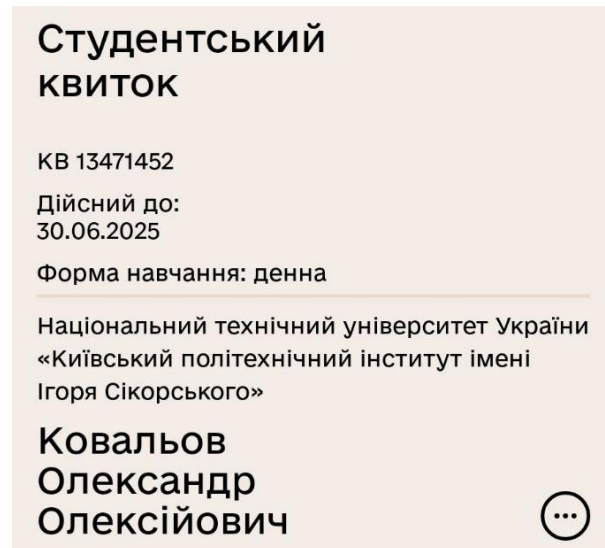 Студентський
квиток
КВ 13471452
Дійсний до:
30.06.2025
Форма навчання: денна
Національний технічний університет України
«Київський політехнічний інститут імені
Ігоря Сікорського»
Ковальов
Олександр
Олексійович